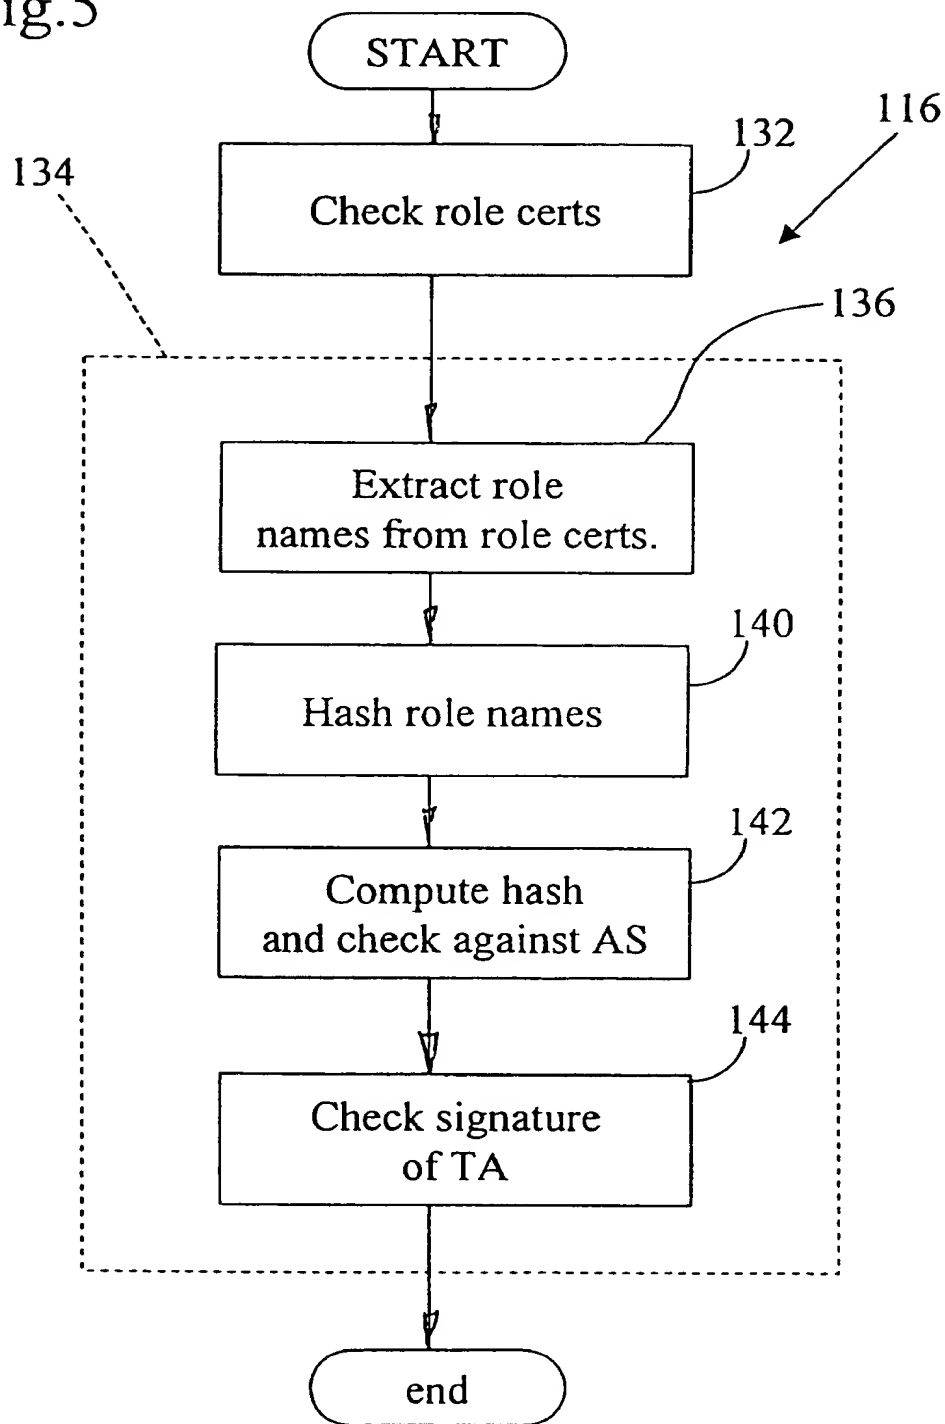 ig.5
START
116
132
134
Check role certs
136
Extract role
names from role certs.
140
Hash role names
142
Compute hash
and check against AS
144
Check signature
of TA
end